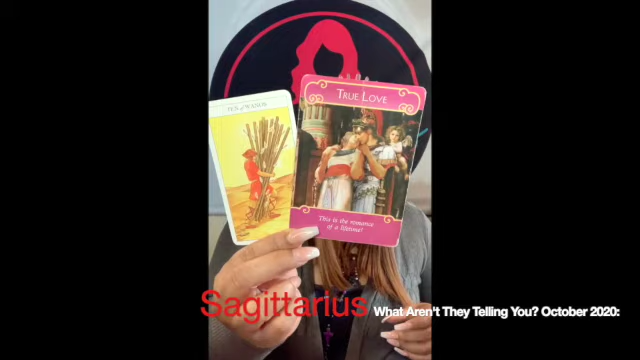 TEN of WANDS
TRUE LOVE
This is the romance
of a lifetime!
Sagittarius What Aren't They Telling You? October 2020: